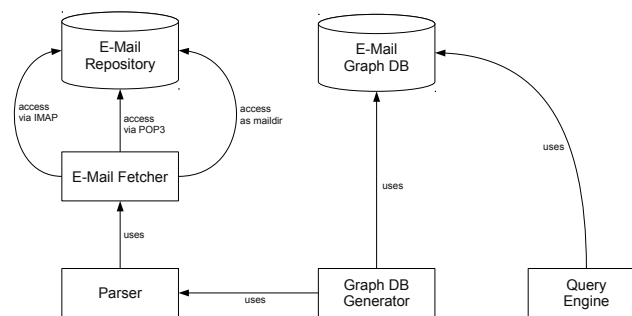 E-Mail
Repository
E-Mail
Graph DB
access
via IMAP
access
via POP3
access
as maildir
uses
E-Mail Fetcher
uses
uses
Parser
uses
Graph DB
Generator
Query
Engine